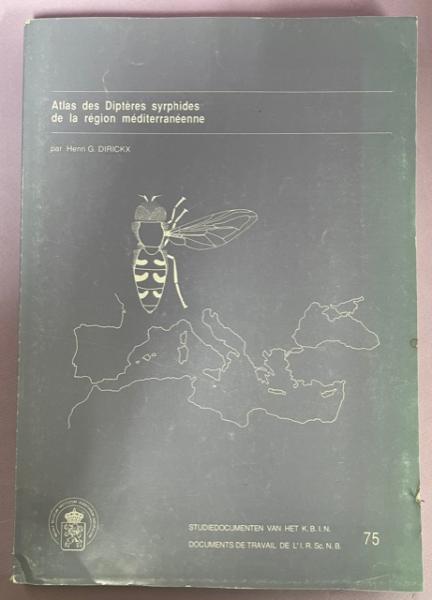 Atlas des Diptères syrphides
de la région méditerranéenne
par Henri G. DIRICKX
STUDIEDOCUMENTEN VAN HET K.B.I.N.
DOCUMENTS DE TRAVAIL DE L'I.R.Sc.N.B.
75